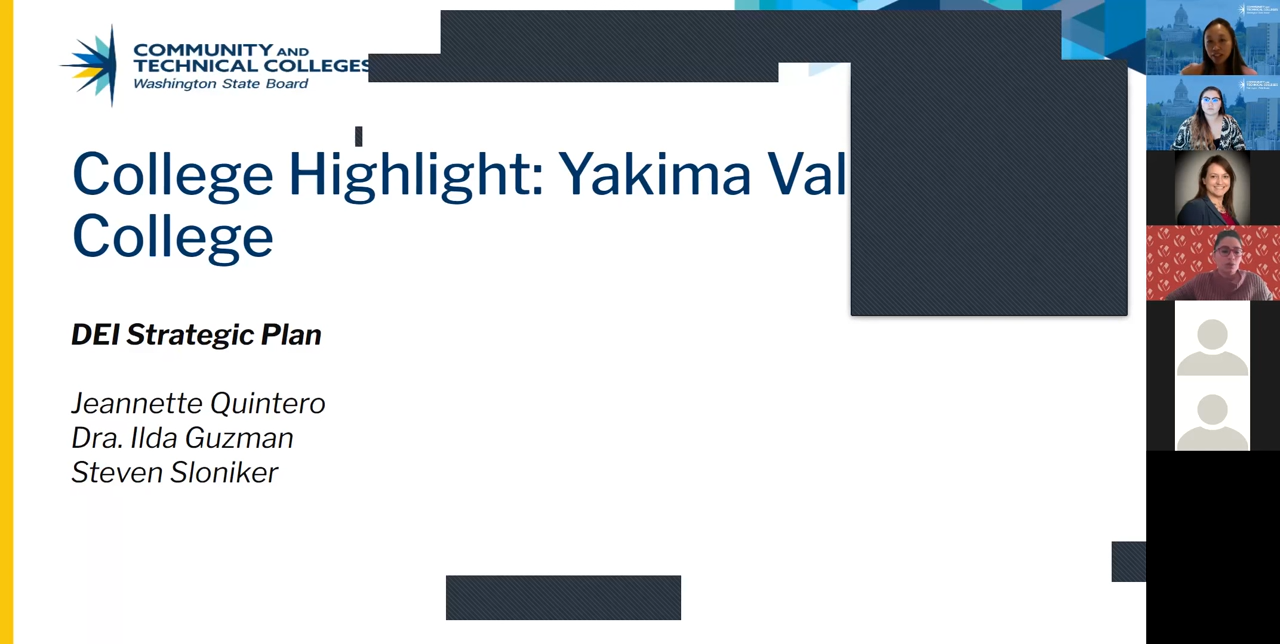 COMMUNITY AND
TECHNICAL COLLEGES
Washington State Board
College Highlight: Yakima Val
College
DEI Strategic Plan
Jeannette Quintero
Dra. Ilda Guzman
Steven Sloniker